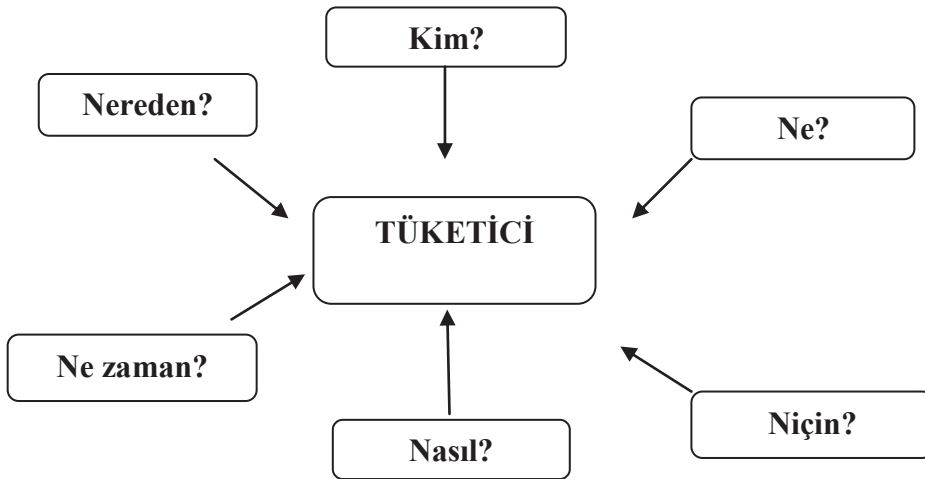 Kim?
Nereden?
Ne?
TÜKETİCİ
Ne zaman?
Niçin?
Nasıl?